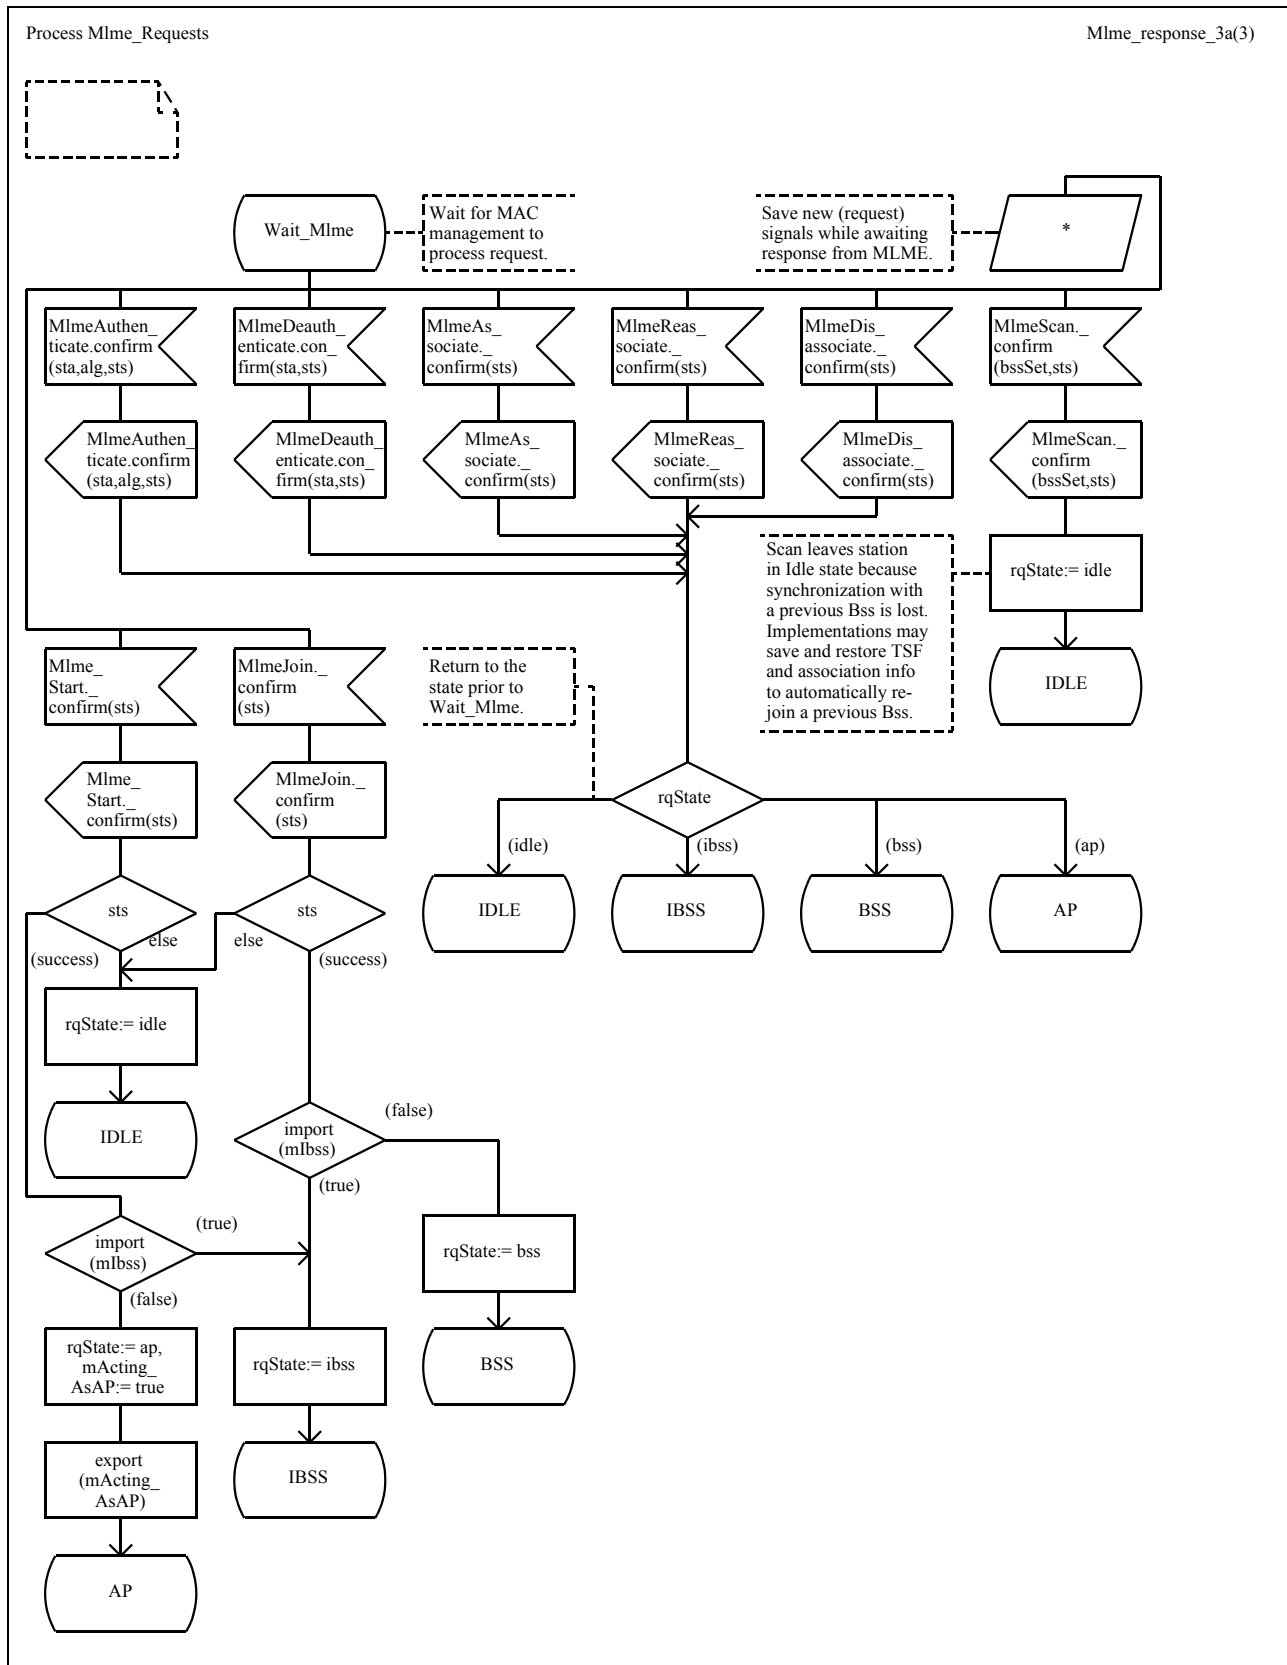 Process Mlme_Requests
Mlme_response_3a(3)
Wait_Mlme
Wait for MAC
management to
process request.
Save new (request)
signals while awaiting
response from MLME.
*
MlmeAuthen_
ticate.confirm
(sta,alg,sts)
MlmeDeauth_
enticate.con_
firm(sta,sts)
MlmeAs_
sociate._
confirm(sts)
MlmeReas_
sociate._
confirm(sts)
MlmeDis_
associate._
confirm(sts)
MlmeScan._
confirm
(bssSet,sts)
MlmeAuthen_
ticate.confirm
(sta,alg,sts)
MlmeDeauth_
enticate.con_
firm(sta,sts)
MlmeAs_
sociate._
confirm(sts)
MlmeReas_
sociate._
confirm(sts)
MlmeDis_
associate._
confirm(sts)
MlmeScan._
confirm
(bssSet,sts)
Scan leaves station
in Idle state because
synchronization with
a previous Bss is lost.
Implementations may
save and restore TSF
and association info
to automatically re-
join a previous Bss.
rqState:= idle
IDLE
Mlme_
Start._
confirm(sts)
MlmeJoin._
confirm
(sts)
Return to the
state prior to
Wait_Mlme.
Mlme_
Start._
confirm(sts)
MlmeJoin._
confirm
(sts)
rqState
(idle)
(ibss)
(bss)
(ap)
IDLE
IBSS
BSS
AP
sts
sts
else
else
(success)
(success)
rqState:= idle
IDLE
import
(mIbss)
(false)
(true)
import
(mIbss)
(true)
(false)
rqState:= bss
BSS
rqState:= ap,
mActing_
AsAP:= true
rqState:= ibss
export
(mActing_
AsAP)
IBSS
AP